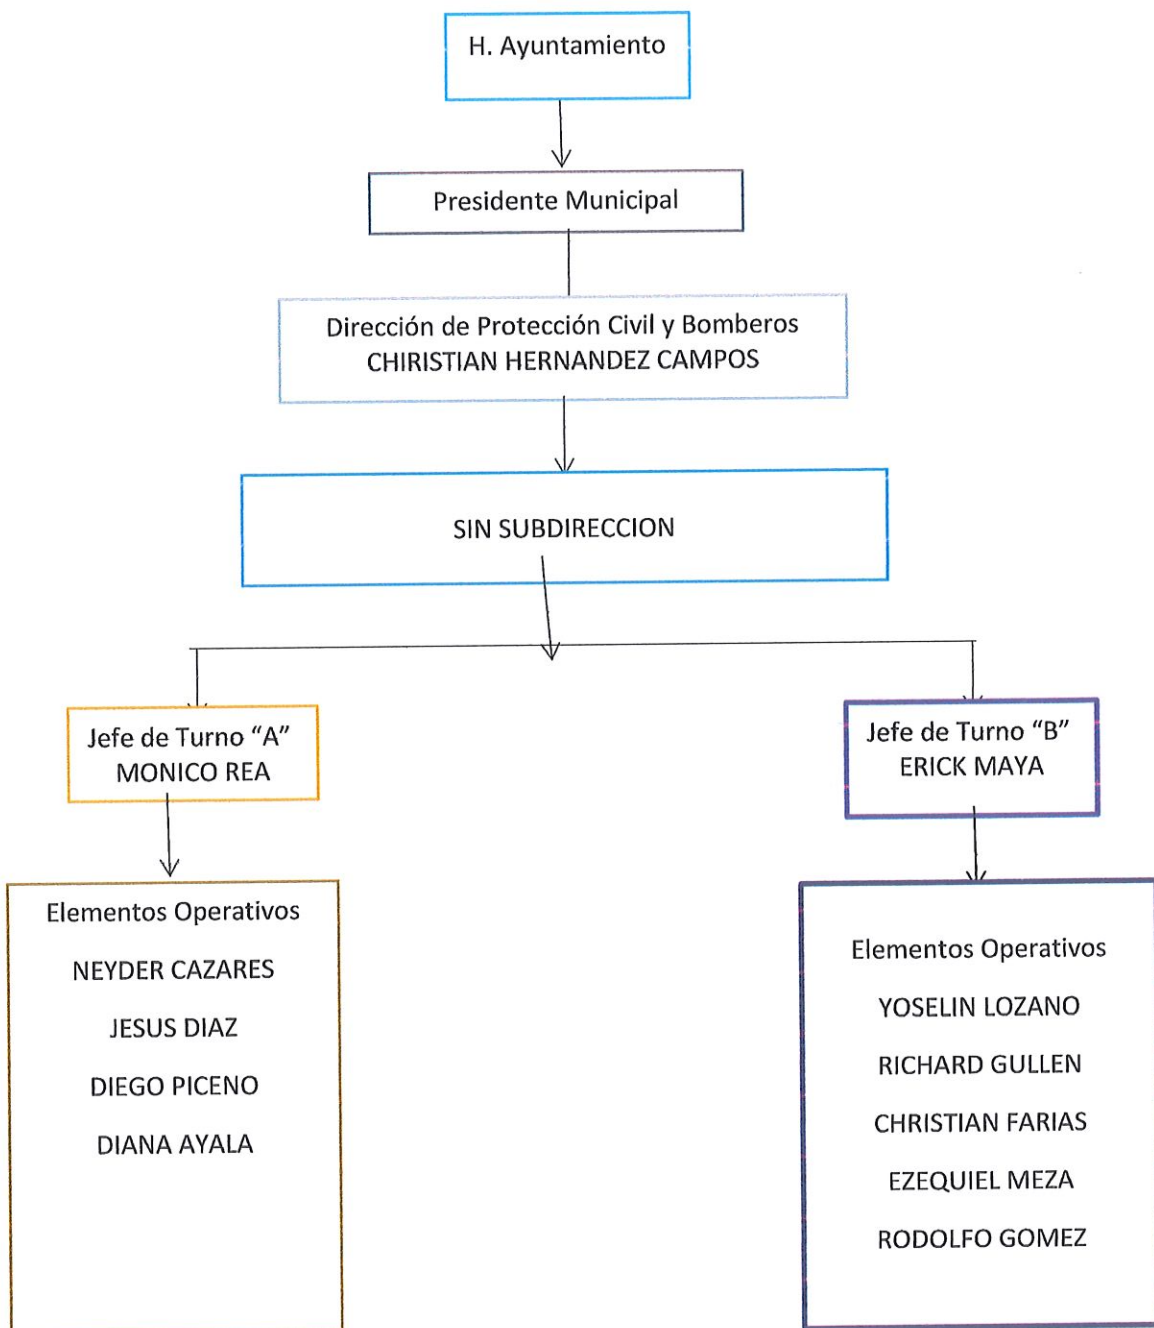 H. Ayuntamiento
Presidente Municipal
Dirección de Protección Civil y Bomberos
CHIRISTIAN HERNANDEZ CAMPOS
SIN SUBDIRECCION
Jefe de Turno “A”
MONICO REA
Jefe de Turno “B”
ERICK MAYA
Elementos Operativos
NEYDER CAZARES
JESUS DIAZ
DIEGO PICENO
DIANA AYALA
Elementos Operativos
YOSELIN LOZANO
RICHARD GULLEN
CHRISTIAN FARIAS
EZEQUIEL MEZA
RODOLFO GOMEZ